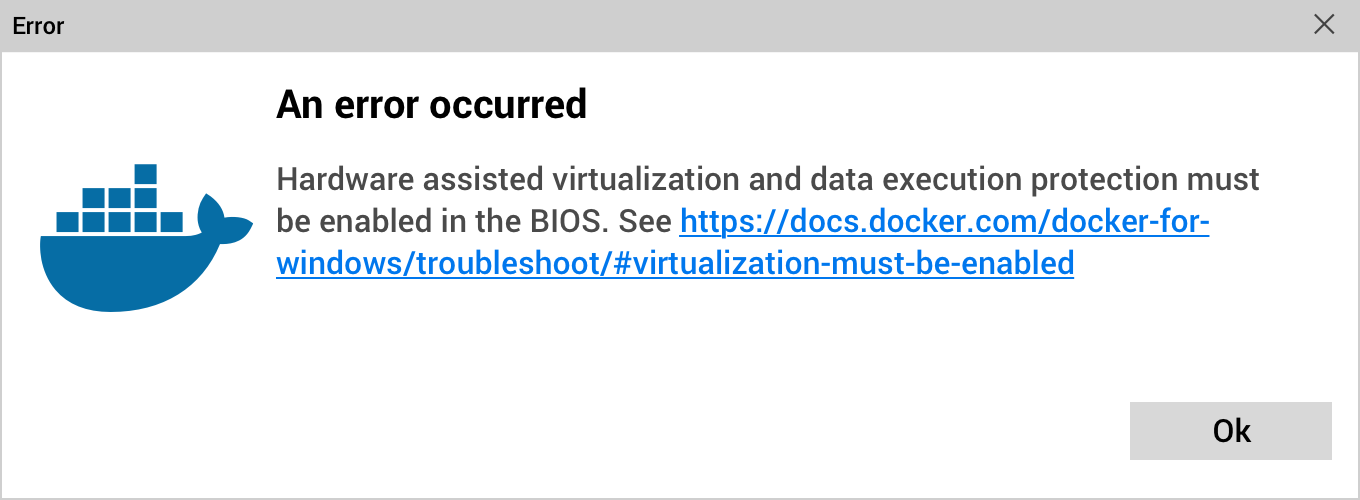 Error
An error occurred
Hardware assisted virtualization and data execution protection must
be enabled in the BIOS. See https://docs.docker.com/docker-for-
windows/troubleshoot/#virtualization-must-be-enabled
Ok